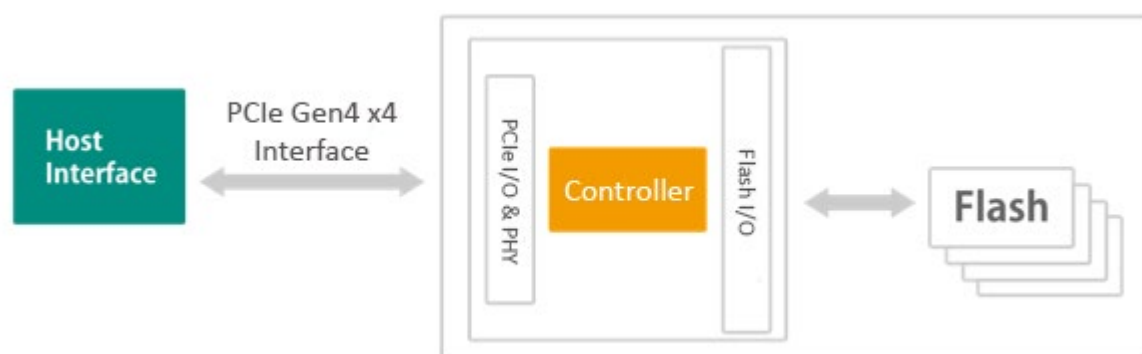 Host
Interface
PCIe Gen4 x4
Interface
PCIe I/O & PHY
Controller
Flash I/O
Flash